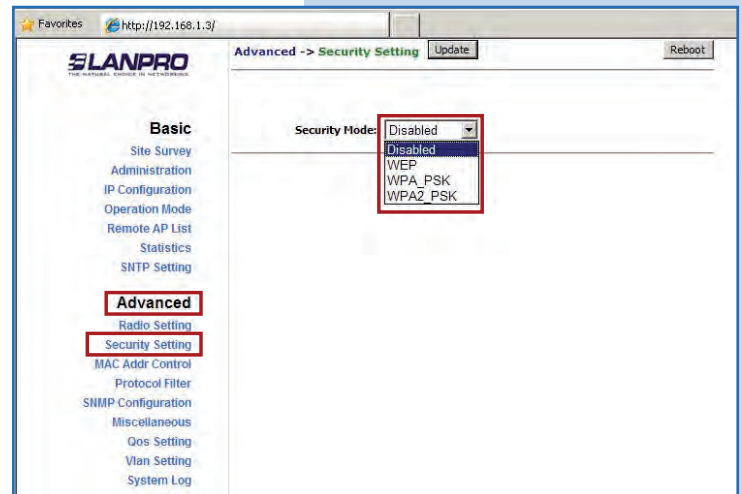 Favorites http://192.168.1.3/
LANPRO
THE NATURAL CHOICE IN NETWORKING
Advanced -> Security Setting Update Reboot
Security Mode: Disabled
Disabled
WEP
WPA_PSK
WPA2_PSK
Basic
Site Survey
Administration
IP Configuration
Operation Mode
Remote AP List
Statistics
SNTP Setting
Advanced
Radio Setting
Security Setting
MAC Addr Control
Protocol Filter
SNMP Configuration
Miscellaneous
Qos Setting
Vlan Setting
System Log